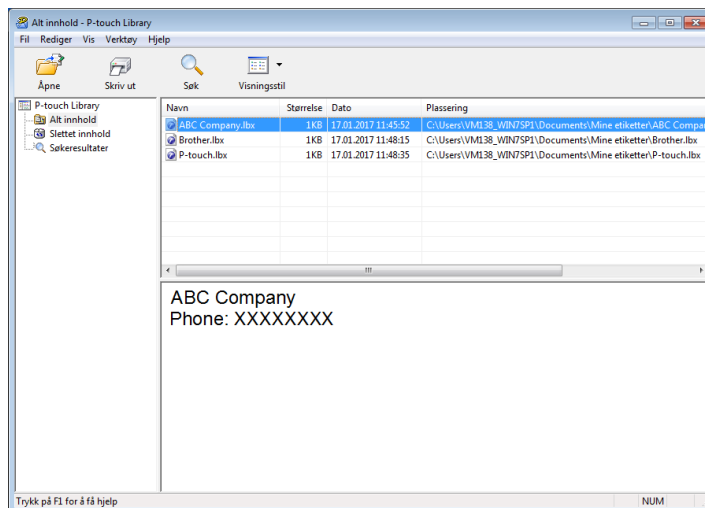 Alt innhold - P-touch Library
Fil Rediger Vis Verktøy Hjelp
Åpne Skriv ut Søk Visningsstil
P-touch Library
Alt innhold
Slettet innhold
Søkeresultater
Navn Størrelse Dato Plassering
ABC Company.lbx 1KB 17.01.2017 11:45:52 C:\Users\VM138_WIN7SP1\Documents\Mine etiketter\ABC Compa
Brother.lbx 1KB 17.01.2017 11:48:15 C:\Users\VM138_WIN7SP1\Documents\Mine etiketter\Brother.lbx
P-touch.lbx 1KB 17.01.2017 11:48:35 C:\Users\VM138_WIN7SP1\Documents\Mine etiketter\P-touch.lbx
ABC Company
Phone: XXXXXXXX
Trykk på F1 for å få hjelp NUM